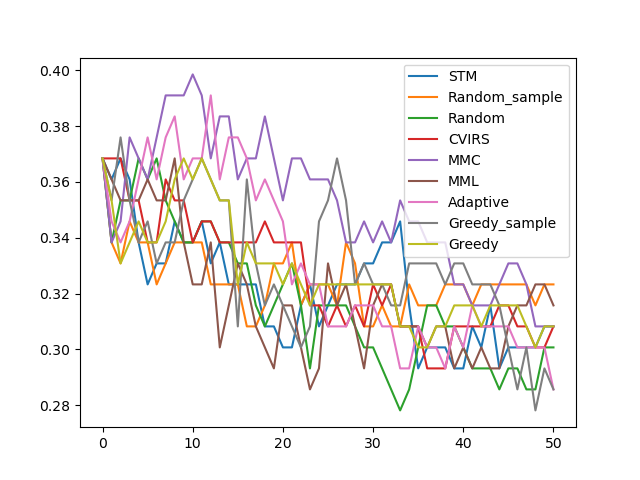 0.40
0.38
0.36
0.34
0.32
0.30
0.28
0
10
20
30
40
50
STM
Random_sample
Random
CVIRS
MMC
MML
Adaptive
Greedy_sample
Greedy